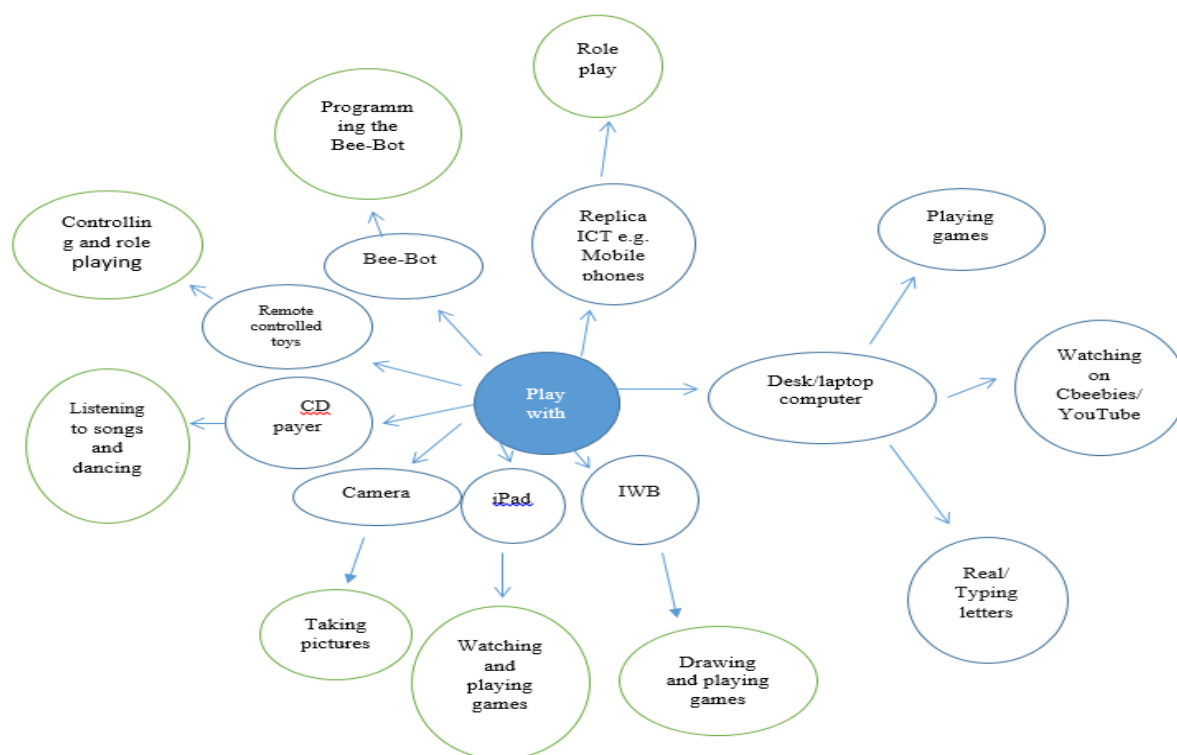 Role
play
Programm
ing the
Bee-Bot
Controllin
g and role
playing
Bee-Bot
Replica
ICT e.g.
Mobile
phones
Playing
games
Remote
controlled
toys
Play
with
Desk/laptop
computer
Watching
on
Cbeebies/
YouTube
Listening
to songs
and
dancing
CD
payer
Camera
iPad
IWB
Real/
Typing
letters
Taking
pictures
Watching
and
playing
games
Drawing
and playing
games